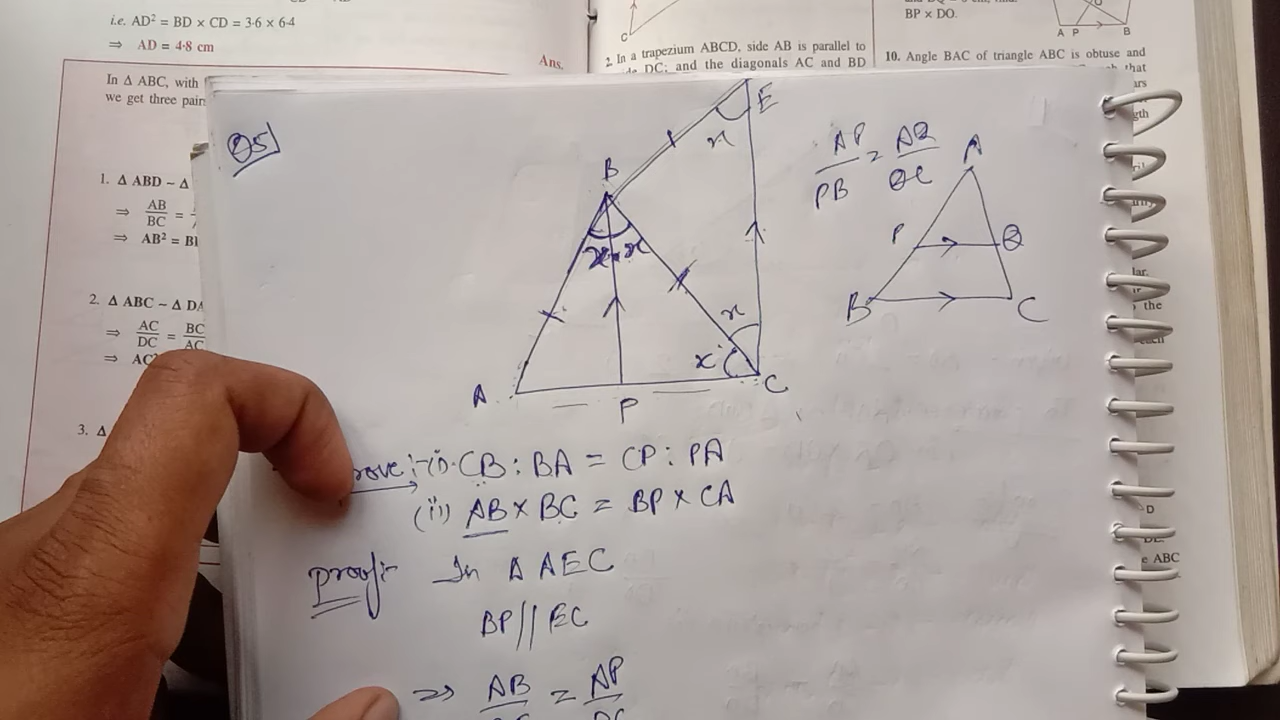 i.e. AD² = BD × CD = 3·6 × 6·4
⇒ AD = 4·8 cm
Ans.
In Δ ABC, with
we get three pair
1. Δ ABD ~ Δ
⇒ AB/BC =
⇒ AB² = B
2. Δ ABC ~ Δ DA
⇒ AC/DC = BC/AC
⇒ AC
3. Δ
2. In a trapezium ABCD, side AB is parallel to
DC; and the diagonals AC and BD
BP × DO.
A P B
10. Angle BAC of triangle ABC is obtuse and
that
the
D
ABC
Q5]
E
x
B
x x
x
x
A
P
C
AP/PB = AQ/QC
A
P
Q
B
C
rove:- (i). CB : BA = CP : PA
(ii) AB × BC = BP × CA
proof:- In Δ AEC
BP // EC
⇒ AB = AP